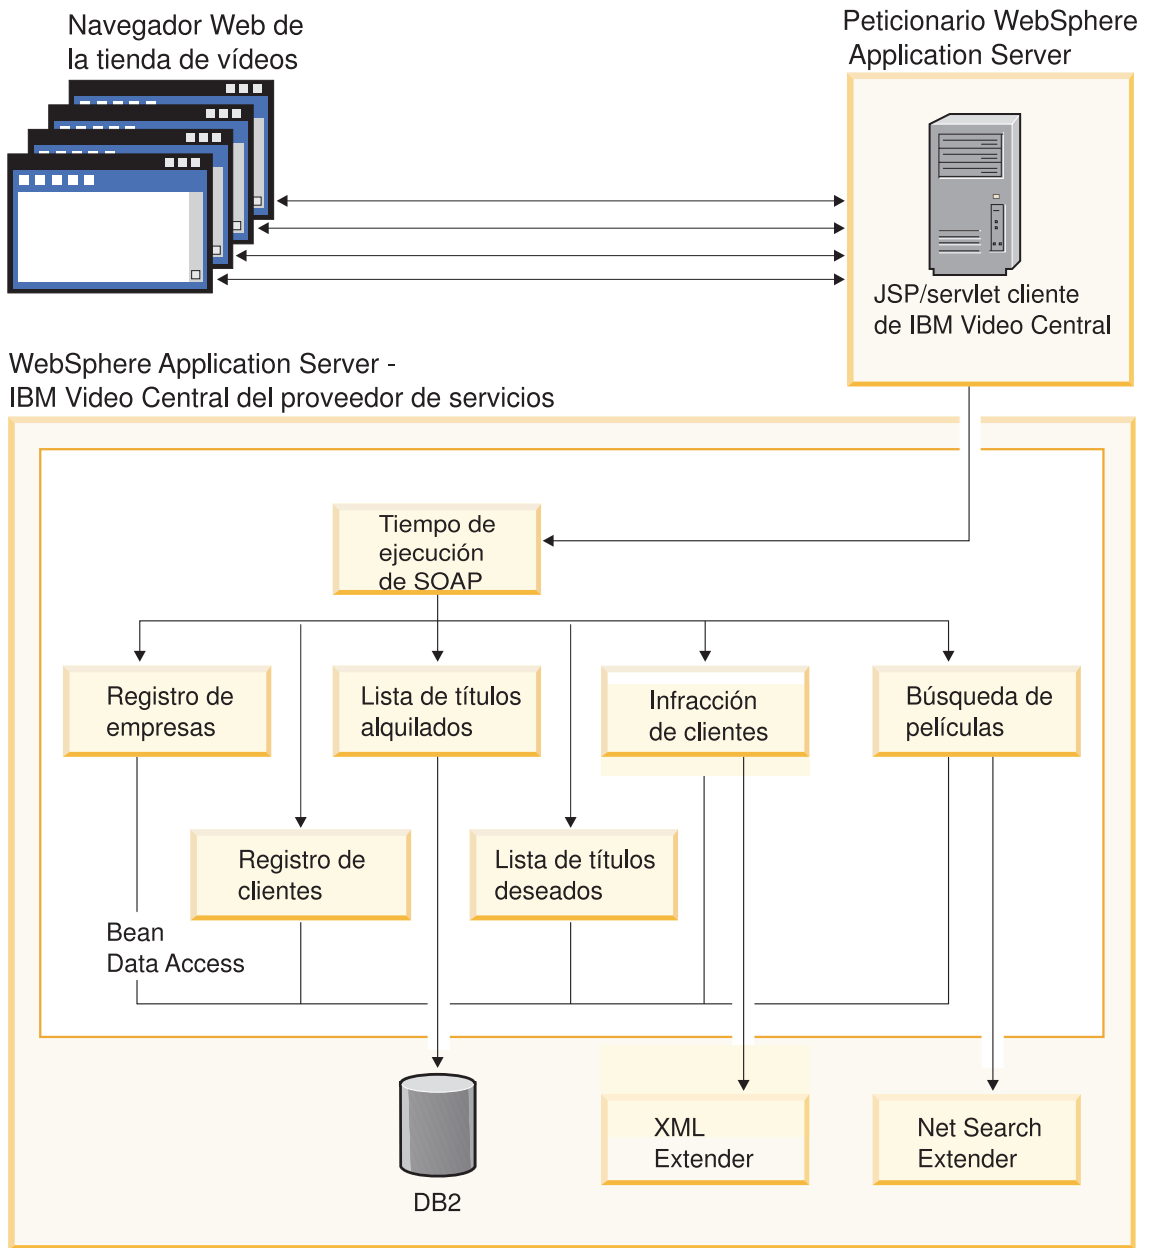 Navegador Web de
la tienda de vídeos
Peticionario WebSphere
Application Server
JSP/servlet cliente
de IBM Video Central
WebSphere Application Server -
IBM Video Central del proveedor de servicios
Tiempo de
ejecución
de SOAP
Registro de
empresas
Lista de títulos
alquilados
Infracción
de clientes
Búsqueda de
películas
Registro de
clientes
Lista de títulos
deseados
Bean
Data Access
DB2
XML
Extender
Net Search
Extender